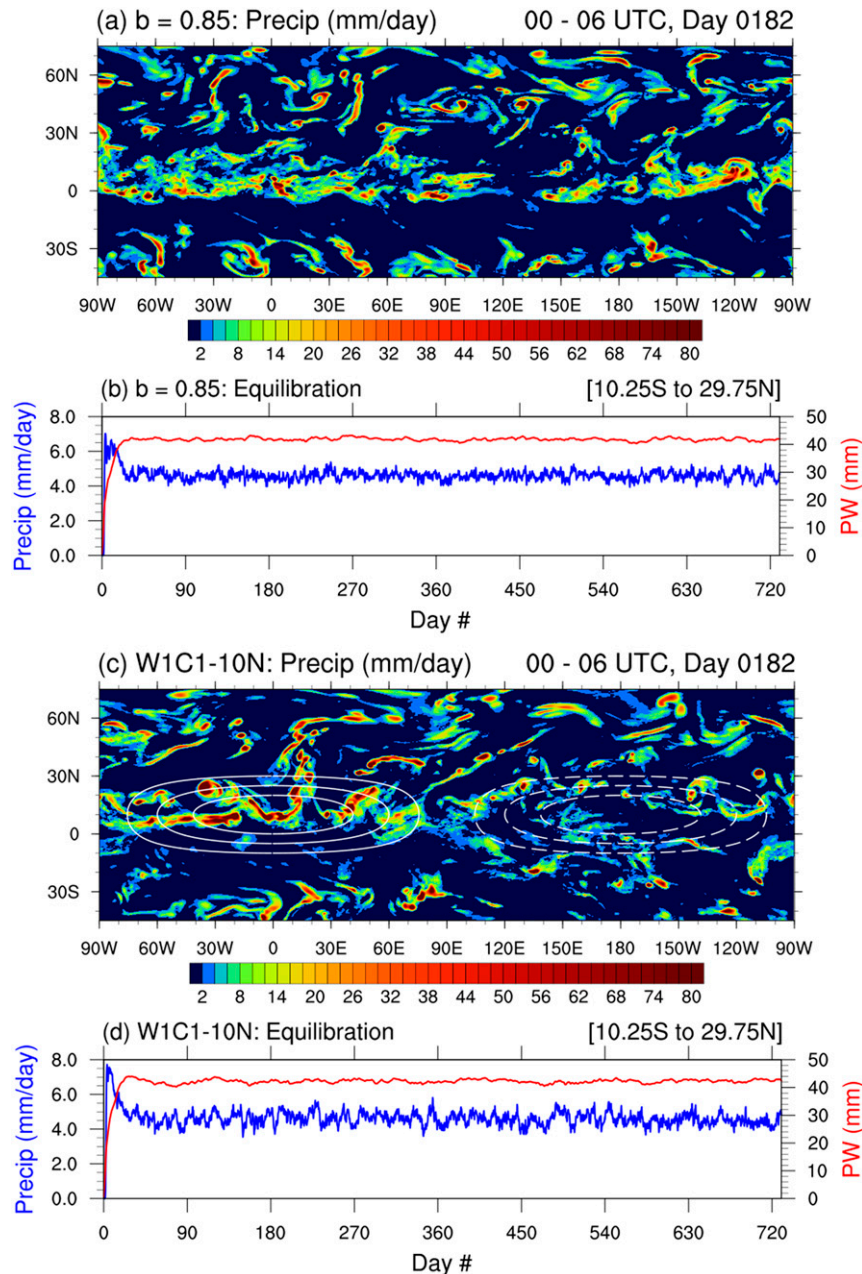 (a) b = 0.85: Precip (mm/day) 00 - 06 UTC, Day 0182
60N
30N
0
30S
90W 60W 30W 0 30E 60E 90E 120E 150E 180 150W 120W 90W
2 8 14 20 26 32 38 44 50 56 62 68 74 80
(b) b = 0.85: Equilibration [10.25S to 29.75N]
Precip (mm/day)
8.0
6.0
4.0
2.0
0.0
50
40
30
20
10
0
PW (mm)
0 90 180 270 360 450 540 630 720
Day #
(c) W1C1-10N: Precip (mm/day) 00 - 06 UTC, Day 0182
60N
30N
0
30S
90W 60W 30W 0 30E 60E 90E 120E 150E 180 150W 120W 90W
2 8 14 20 26 32 38 44 50 56 62 68 74 80
(d) W1C1-10N: Equilibration [10.25S to 29.75N]
Precip (mm/day)
8.0
6.0
4.0
2.0
0.0
50
40
30
20
10
0
PW (mm)
0 90 180 270 360 450 540 630 720
Day #